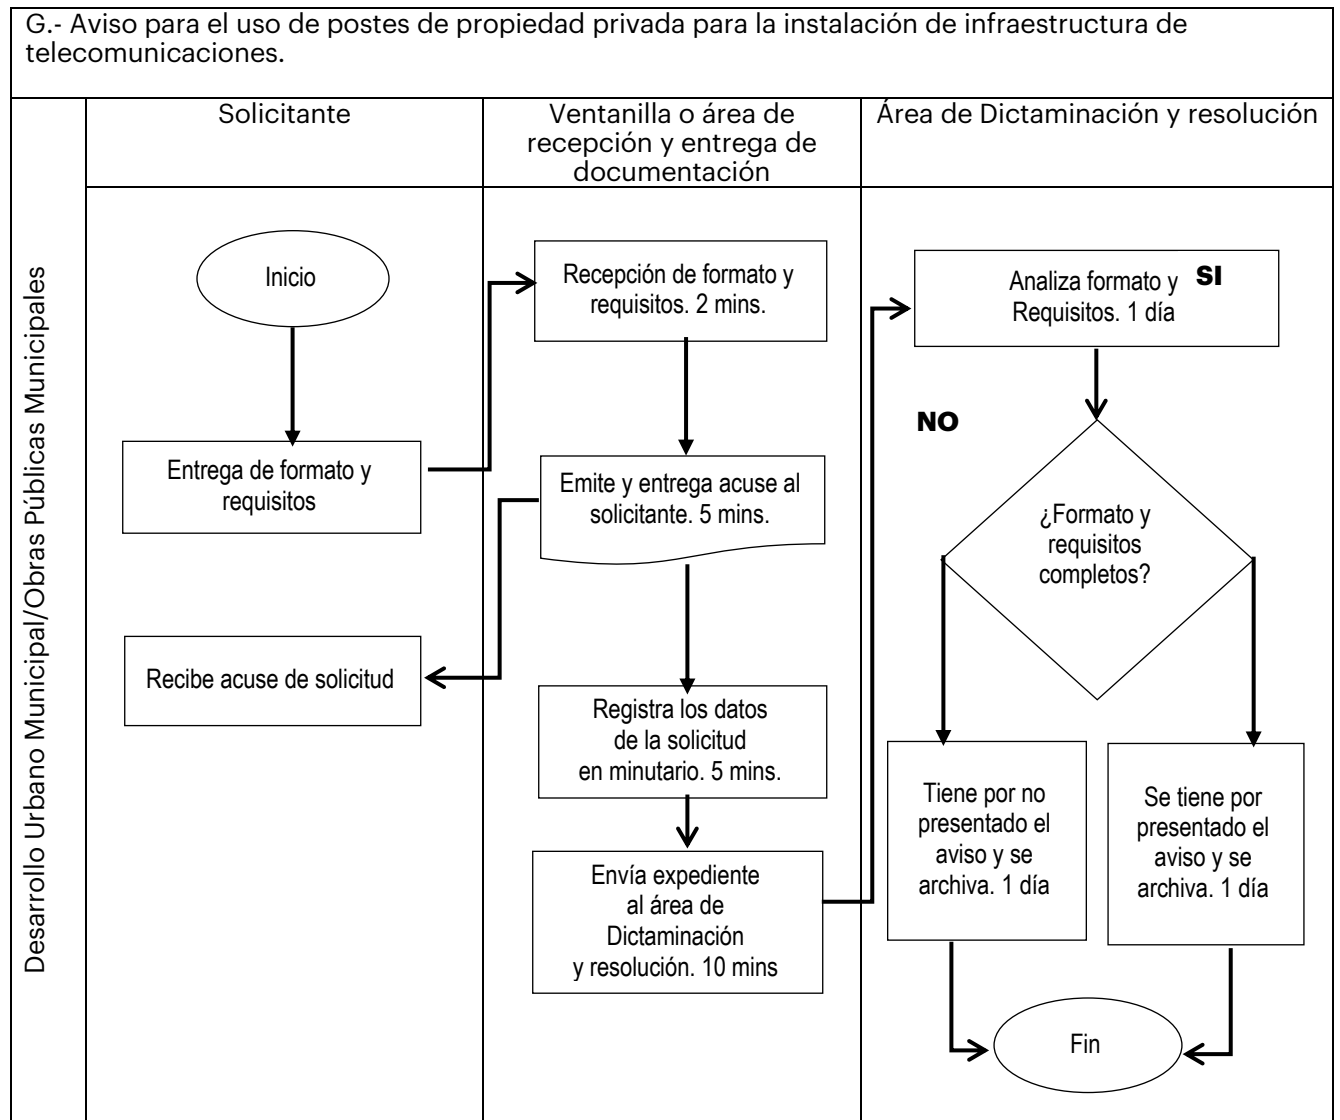 G.- Aviso para el uso de postes de propiedad privada para la instalación de infraestructura de
telecomunicaciones.
Desarrollo Urbano Municipal/Obras Públicas Municipales
Solicitante
Ventanilla o área de
recepción y entrega de
documentación
Área de Dictaminación y resolución
Inicio
Entrega de formato y
requisitos
Recibe acuse de solicitud
Recepción de formato y
requisitos. 2 mins.
Emite y entrega acuse al
solicitante. 5 mins.
Registra los datos
de la solicitud
en minutario. 5 mins.
Envía expediente
al área de
Dictaminación
y resolución. 10 mins
Analiza formato y
Requisitos. 1 día
SI
NO
¿Formato y
requisitos
completos?
Tiene por no
presentado el
aviso y se
archiva. 1 día
Se tiene por
presentado el
aviso y se
archiva. 1 día
Fin